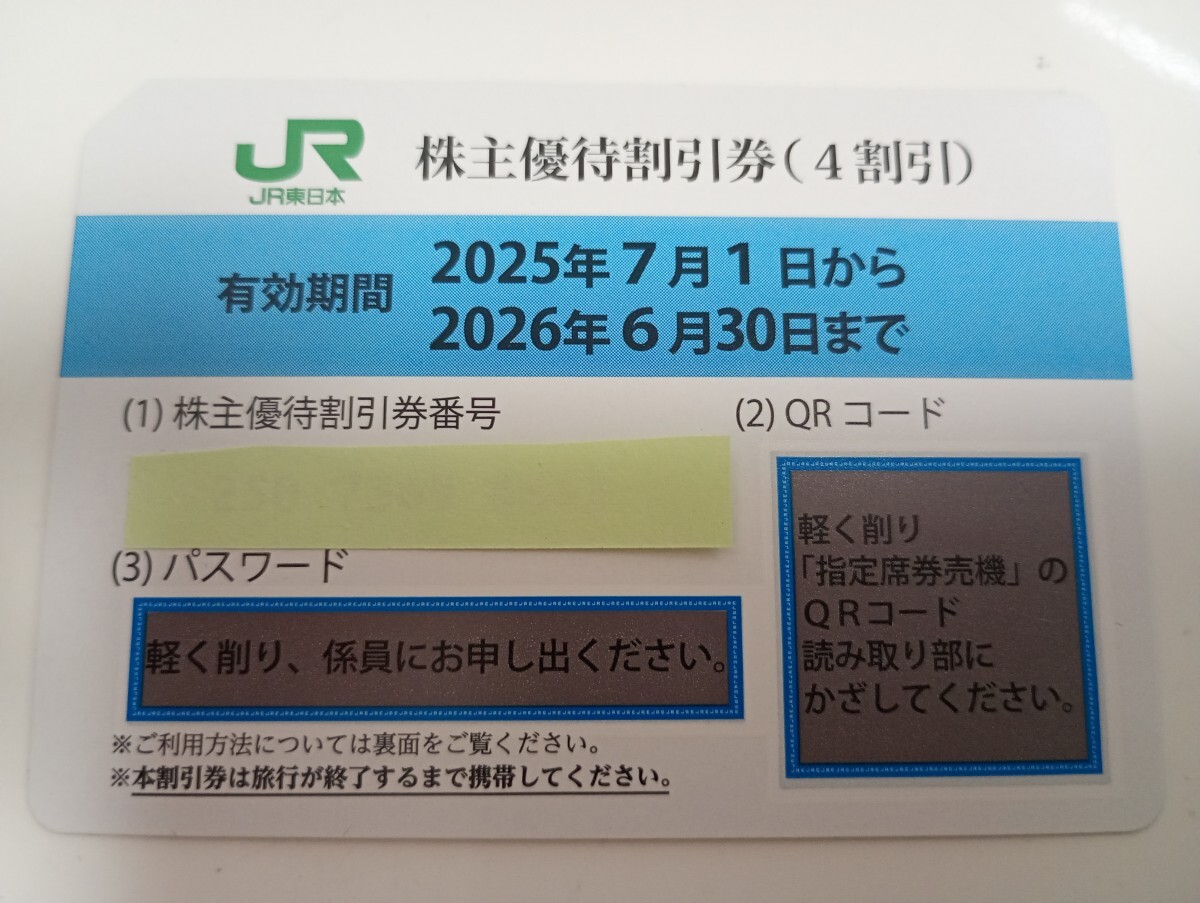 JR
JR東日本
株主優待割引券(4割引)
有効期間
2025年7月1日から
2026年6月30日まで
(1) 株主優待割引券番号
(2) QRコード
(3) パスワード
軽く削り、係員にお申し出ください。
軽く削り
「指定席券売機」の
QRコード
読み取り部に
かざしてください。
※ご利用方法については裏面をご覧ください。
※本割引券は旅行が終了するまで携帯してください。